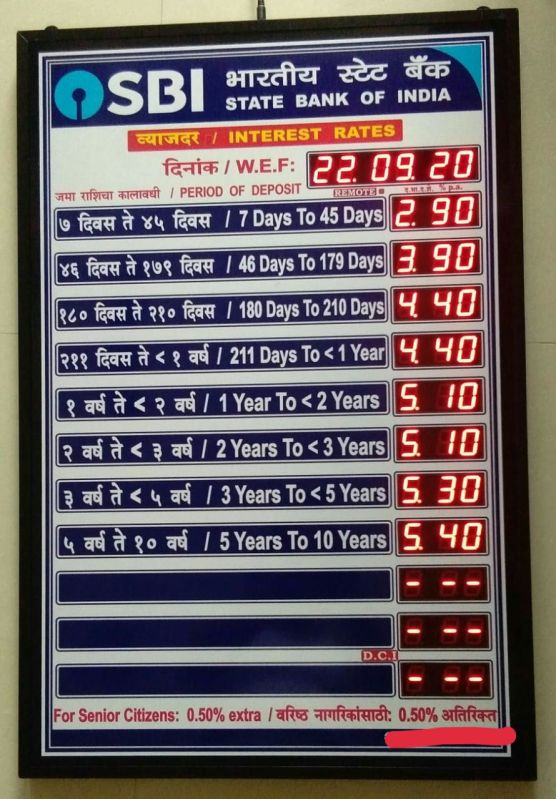 SBI भारतीय स्टेट बँक
STATE BANK OF INDIA
व्याजदर / INTEREST RATES
दिनांक / W.E.F: 22.09.20
जमा राशिचा कालावधी / PERIOD OF DEPOSIT REMOTE द.सा.द.शे. % p.a.
७ दिवस ते ४५ दिवस / 7 Days To 45 Days 2.90
४६ दिवस ते १७९ दिवस / 46 Days To 179 Days 3.90
१८० दिवस ते २१० दिवस / 180 Days To 210 Days 4.40
२११ दिवस ते < १ वर्ष / 211 Days To < 1 Year 4.40
१ वर्ष ते < २ वर्ष / 1 Year To < 2 Years 5.10
२ वर्ष ते < ३ वर्ष / 2 Years To < 3 Years 5.10
३ वर्ष ते < ५ वर्ष / 3 Years To < 5 Years 5.30
५ वर्ष ते १० वर्ष / 5 Years To 10 Years 5.40
- - -
- - -
D.C.I
- - -
For Senior Citizens: 0.50% extra / वरिष्ठ नागरिकांसाठी: 0.50% अतिरिक्त